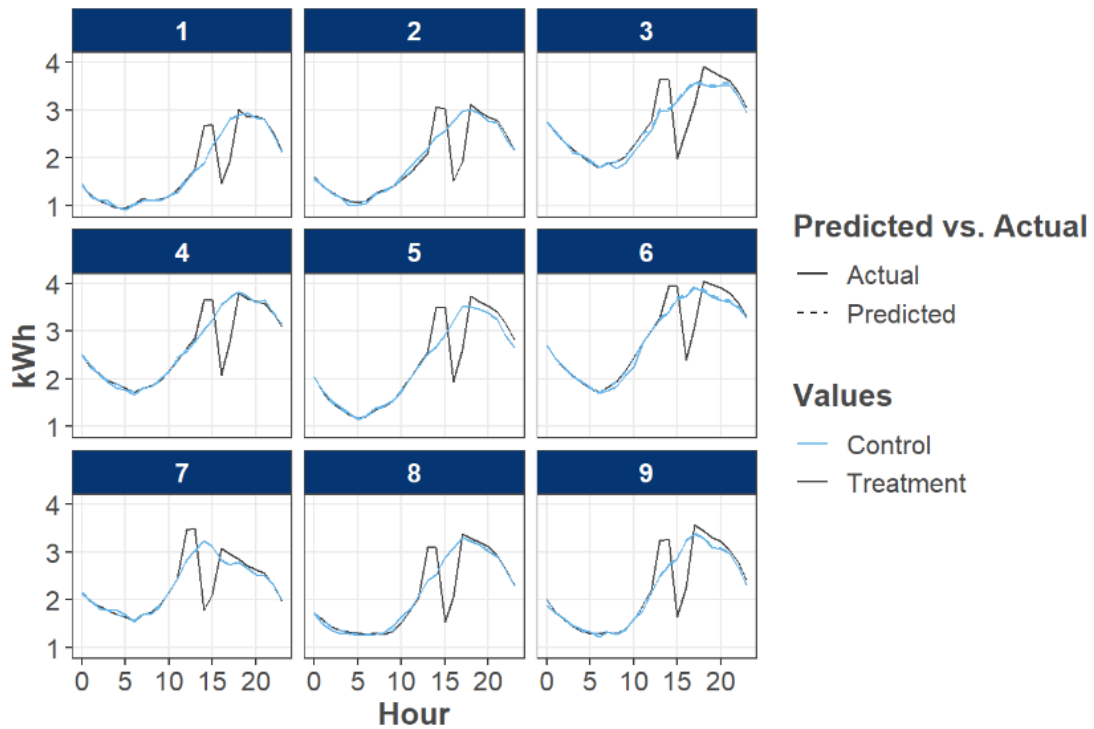 1 2 3
4
3
2
1
4 5 6
4
3
2
1
7 8 9
4
3
2
1
0 5 10 15 20 0 5 10 15 20 0 5 10 15 20
Hour
kWh
Predicted vs. Actual
Actual
Predicted
Values
Control
Treatment